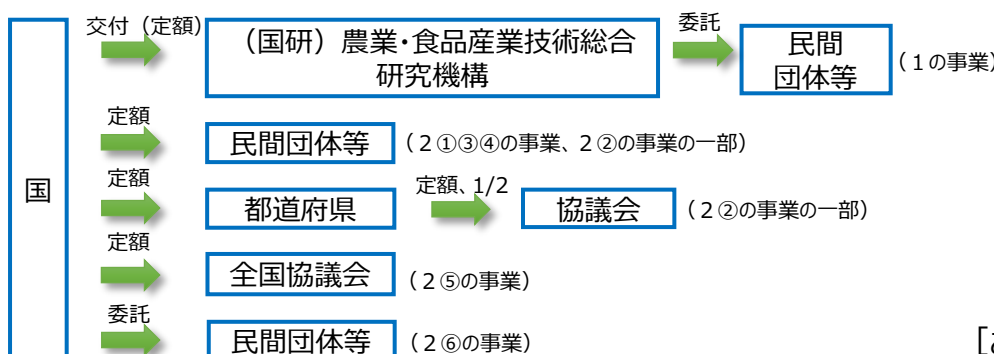 交付（定額）
（国研）農業・食品産業技術総合
研究機構
委託
民間
団体等
（１の事業）
定額
民間団体等
（２①③④の事業、２②の事業の一部）
国
定額
都道府県
定額、1/2
協議会
（２②の事業の一部）
定額
全国協議会
（２⑤の事業）
委託
民間団体等
（２⑥の事業）